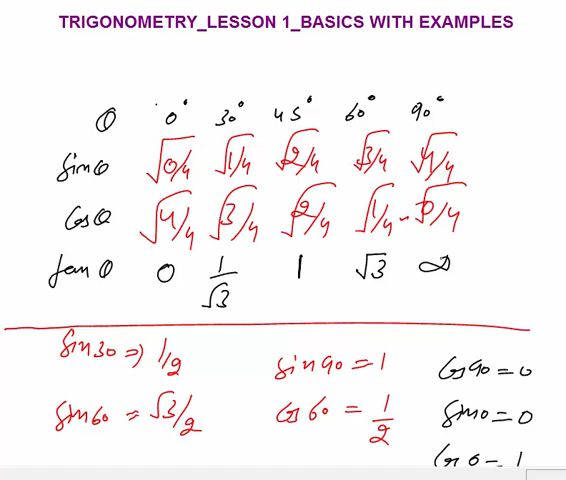 TRIGONOMETRY_LESSON 1_BASICS WITH EXAMPLES
θ 0° 30° 45° 60° 90°
sinθ √0/4 √1/4 √2/4 √3/4 √4/4
cosθ √4/4 √3/4 √2/4 √1/4 √0/4
tanθ 0 1/√3 1 √3 ∞
sin30 => 1/2 sin90 = 1 cos90 = 0
sin60 = √3/2 cos60 = 1/2 sin0 = 0
cos0 = 1